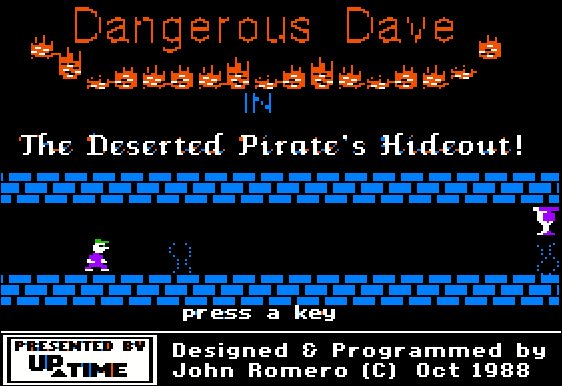 Dangerous Dave
IN
The Deserted Pirate's Hideout!
press a key
PRESENTED BY
UPTIME
Designed & Programmed by
John Romero (C) Oct 1988